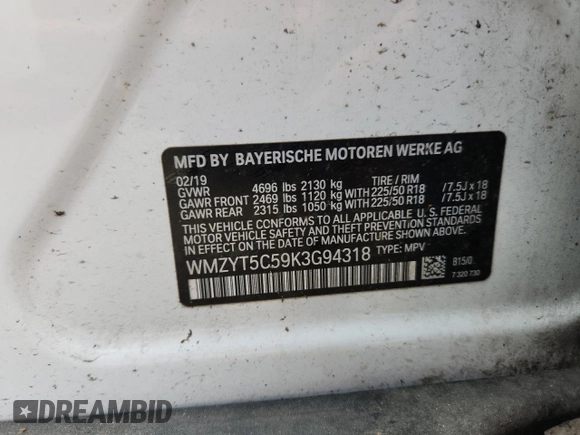 MFD BY BAYERISCHE MOTOREN WERKE AG
02/19 TIRE / RIM
GVWR 4696 lbs 2130 kg
GAWR FRONT 2469 lbs 1120 kg WITH 225/50 R18 /7.5J x 18
GAWR REAR 2315 lbs 1050 kg WITH 225/50 R18 /7.5J x 18
THIS VEHICLE CONFORMS TO ALL APPLICABLE U. S. FEDERAL
MOTOR VEHICLE SAFETY AND THEFT PREVENTION STANDARDS
IN EFFECT ON THE DATE OF MANUFACTURE SHOWN ABOVE.
WMZYT5C59K3G94318 TYPE: MPV
B15/0
7 320 730
DREAMBID